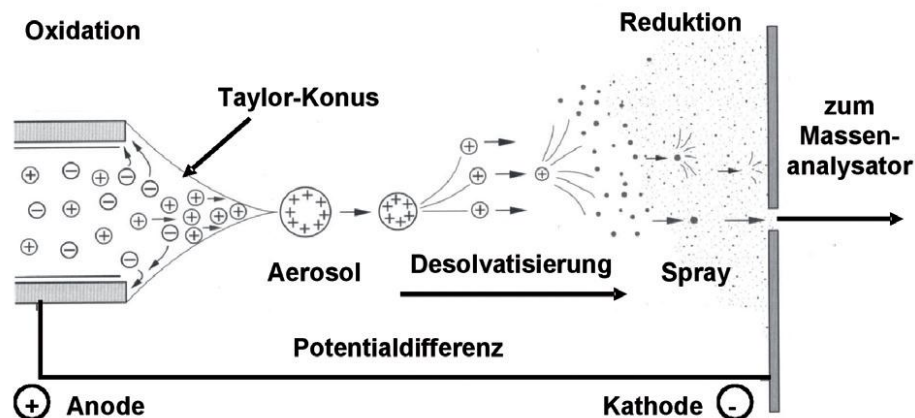 Oxidation
Reduktion
Taylor-Konus
zum
Massen-
analysator
Aerosol
Desolvatisierung
Spray
Potentialdifferenz
+ Anode
Kathode -